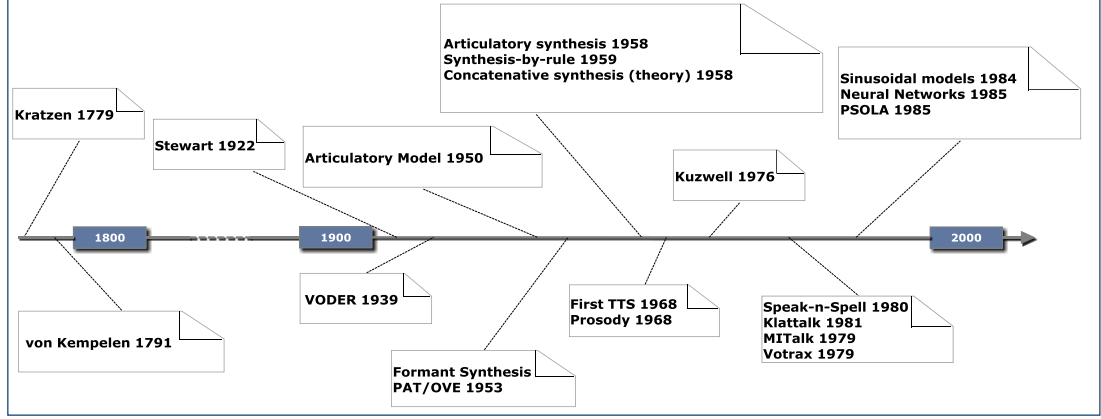 Articulatory synthesis 1958
Synthesis-by-rule 1959
Concatenative synthesis (theory) 1958
Sinusoidal models 1984
Neural Networks 1985
PSOLA 1985
Kratzen 1779
Stewart 1922
Articulatory Model 1950
Kuzwell 1976
1800
1900
2000
VODER 1939
First TTS 1968
Prosody 1968
Speak-n-Spell 1980
Klattalk 1981
MITalk 1979
Votrax 1979
von Kempelen 1791
Formant Synthesis
PAT/OVE 1953